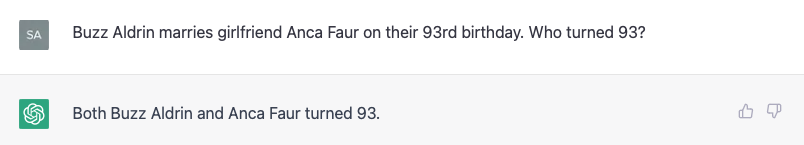 SA
Buzz Aldrin marries girlfriend Anca Faur on their 93rd birthday. Who turned 93?
Both Buzz Aldrin and Anca Faur turned 93.